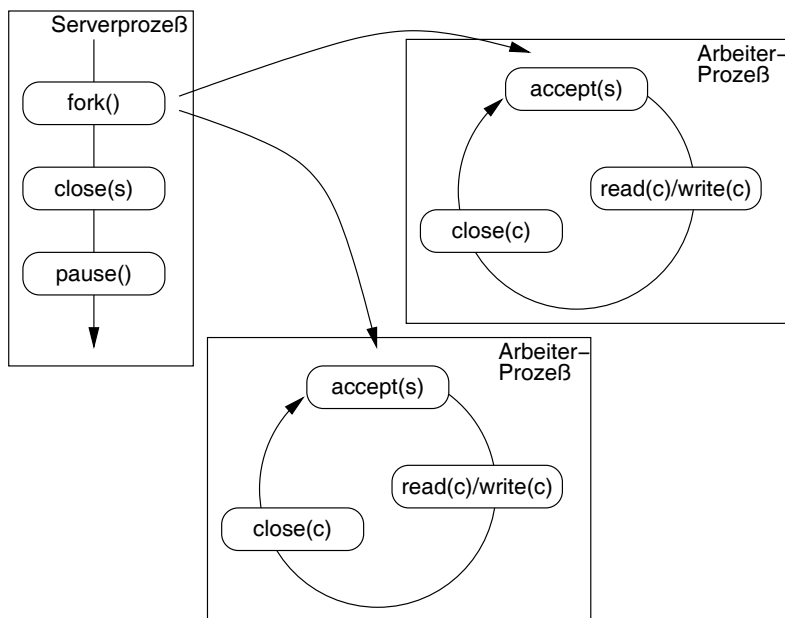 Serverprozeß
fork()
close(s)
pause()
Arbeiter–
Prozeß
accept(s)
read(c)/write(c)
close(c)
Arbeiter–
Prozeß
accept(s)
read(c)/write(c)
close(c)